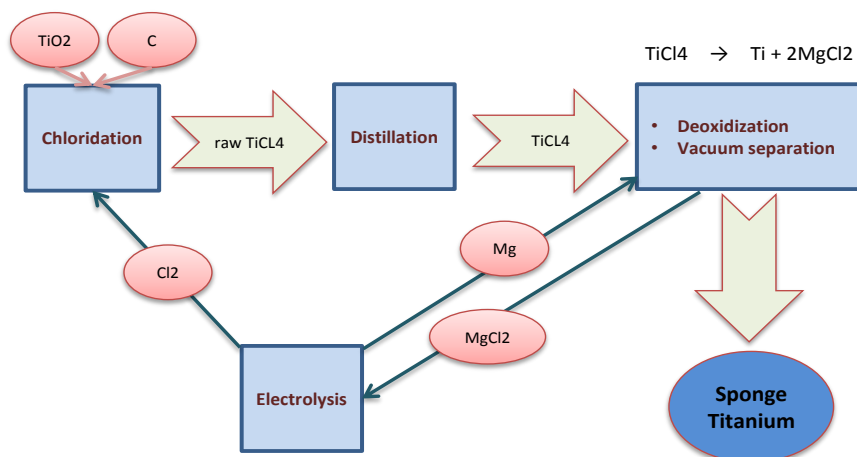 TiO2
C
TiCl4 → Ti + 2MgCl2
Chloridation
raw TiCL4
Distillation
TiCL4
• Deoxidization
• Vacuum separation
Cl2
Mg
MgCl2
Electrolysis
Sponge
Titanium